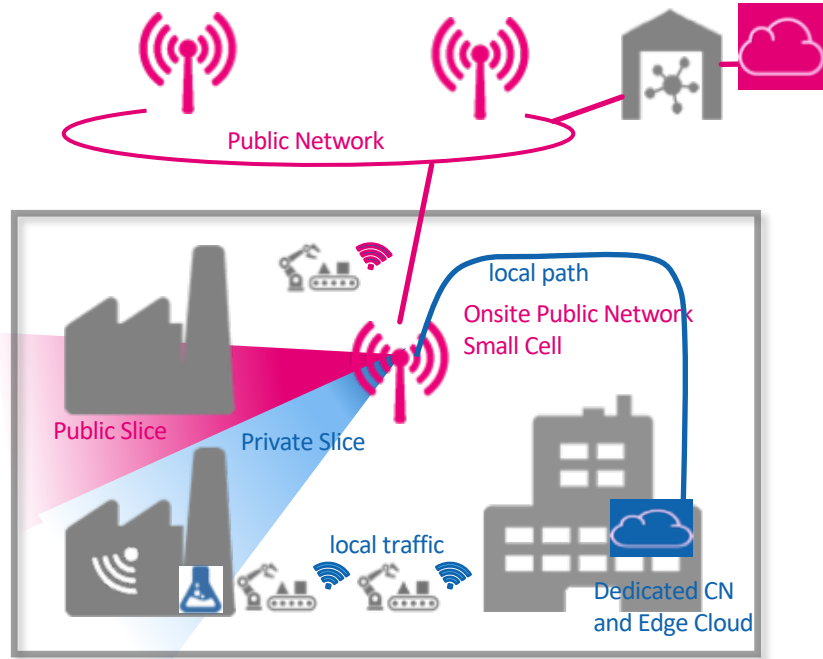 Public Network
local path
Onsite Public Network
Small Cell
Public Slice
Private Slice
local traffic
Dedicated CN
and Edge Cloud